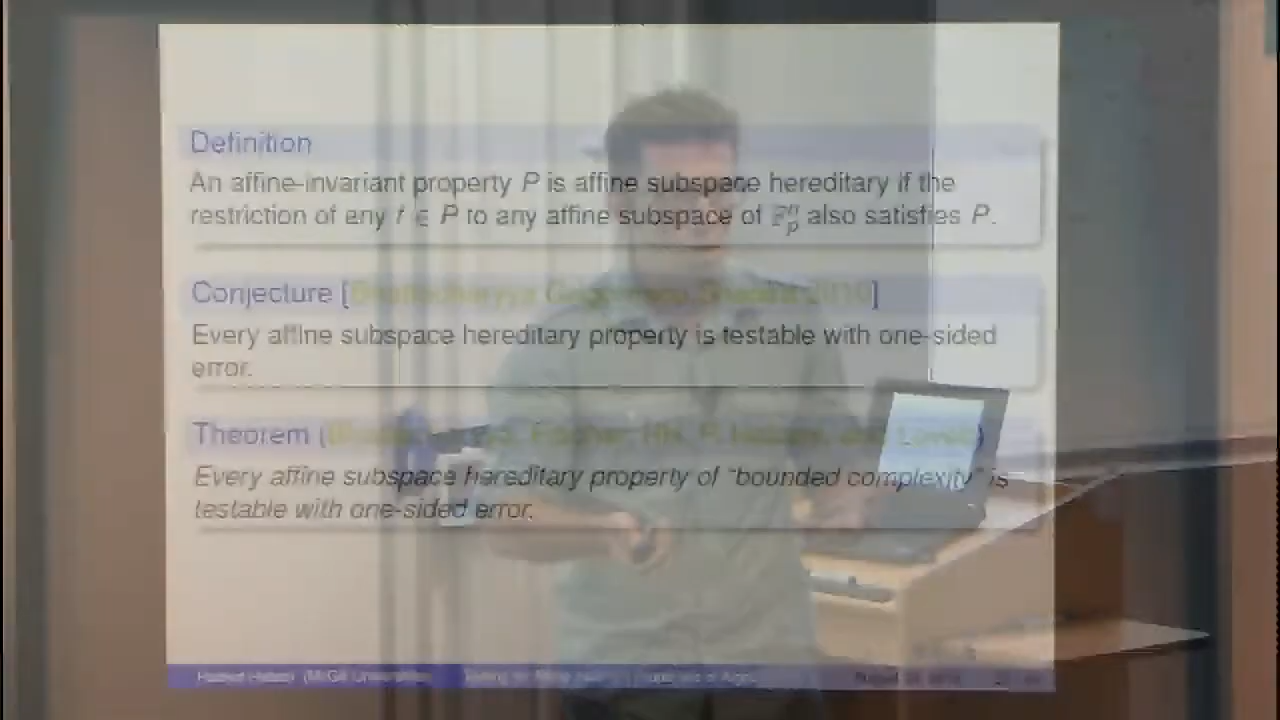 Definition
An affine-invariant property P is affine subspace hereditary if the
restriction of any f ∈ P to any affine subspace of 𝔽ₚⁿ also satisfies P.
Conjecture [ 2010]
Every affine subspace hereditary property is testable with one-sided
error.
Theorem (
Every affine subspace hereditary property of "bounded complexity" is
testable with one-sided error.